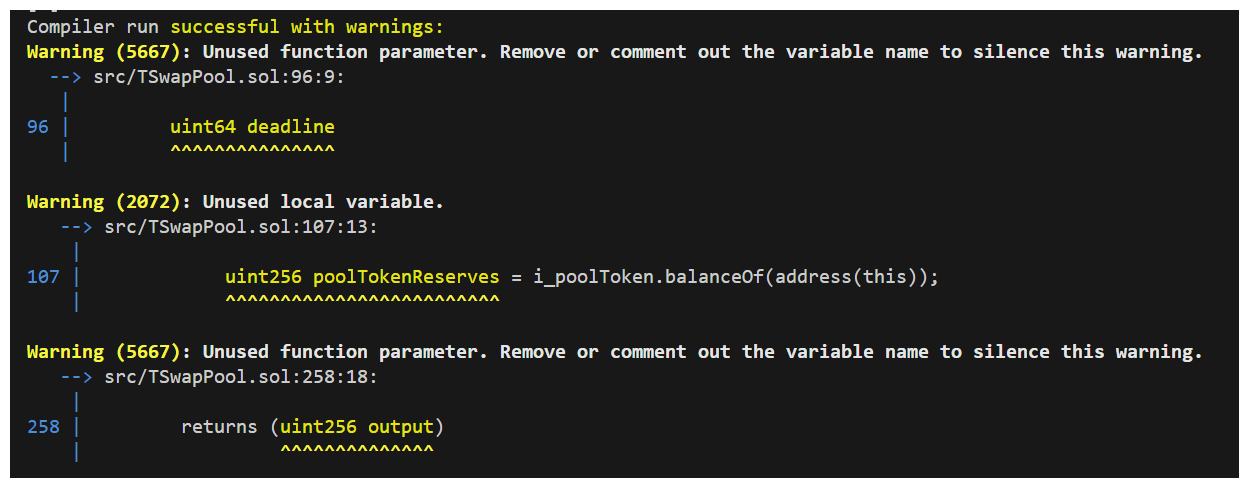 Compiler run successful with warnings:
Warning (5667): Unused function parameter. Remove or comment out the variable name to silence this warning.
  --> src/TSwapPool.sol:96:9:
   |
96 |         uint64 deadline
   |         ^^^^^^^^^^^^^^^
Warning (2072): Unused local variable.
   --> src/TSwapPool.sol:107:13:
    |
107 |             uint256 poolTokenReserves = i_poolToken.balanceOf(address(this));
    |             ^^^^^^^^^^^^^^^^^^^^^^^^^
Warning (5667): Unused function parameter. Remove or comment out the variable name to silence this warning.
   --> src/TSwapPool.sol:258:18:
    |
258 |         returns (uint256 output)
    |                  ^^^^^^^^^^^^^^